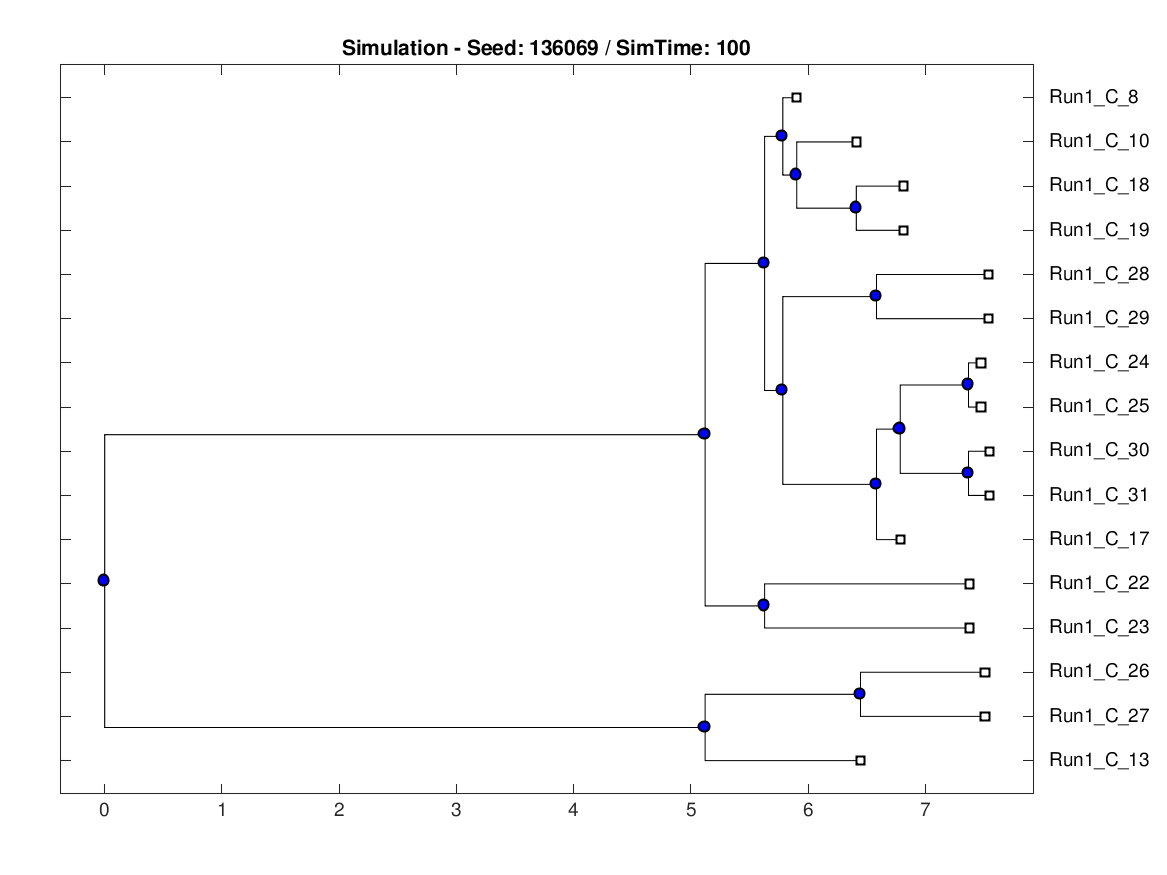 Simulation - Seed: 136069 / SimTime: 100
Run1_C_8
Run1_C_10
Run1_C_18
Run1_C_19
Run1_C_28
Run1_C_29
Run1_C_24
Run1_C_25
Run1_C_30
Run1_C_31
Run1_C_17
Run1_C_22
Run1_C_23
Run1_C_26
Run1_C_27
Run1_C_13
0 1 2 3 4 5 6 7